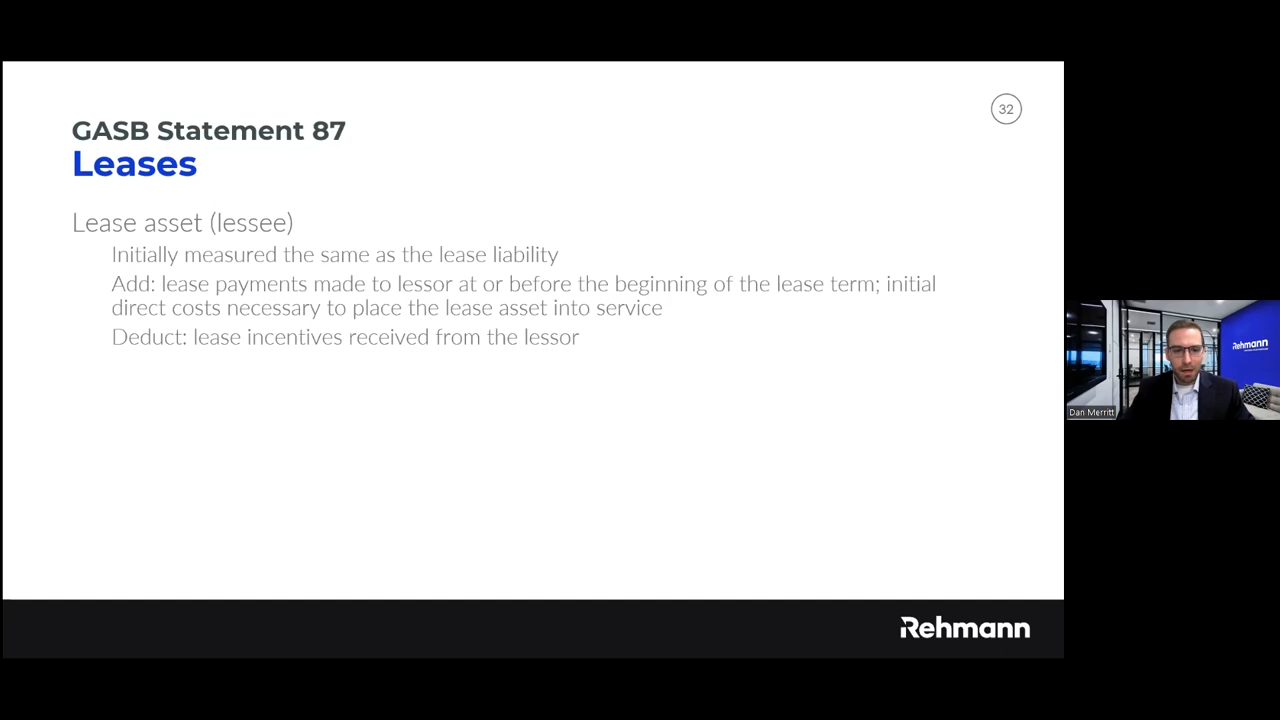 32
GASB Statement 87
Leases
Lease asset (lessee)
Initially measured the same as the lease liability
Add: lease payments made to lessor at or before the beginning of the lease term; initial
direct costs necessary to place the lease asset into service
Deduct: lease incentives received from the lessor
Rehmann
Dan Merritt
Rehmann